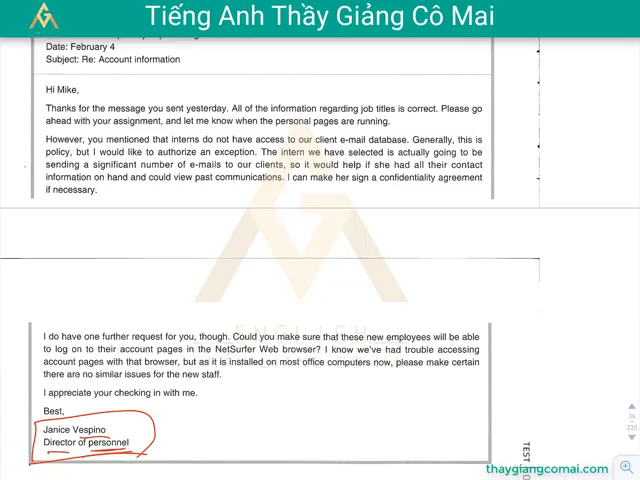 Tiếng Anh Thầy Giảng Cô Mai
Date: February 4
Subject: Re: Account information
Hi Mike,
Thanks for the message you sent yesterday. All of the information regarding job titles is correct. Please go
ahead with your assignment, and let me know when the personal pages are running.
However, you mentioned that interns do not have access to our client e-mail database. Generally, this is
policy, but I would like to authorize an exception. The intern we have selected is actually going to be
sending a significant number of e-mails to our clients, so it would help if she had all their contact
information on hand and could view past communications. I can make her sign a confidentiality agreement
if necessary.
ENGLISH
I do have one further request for you, though. Could you make sure that these new employees will be able
to log on to their account pages in the NetSurfer Web browser? I know we've had trouble accessing
account pages with that browser, but as it is installed on most office computers now, please make certain
there are no similar issues for the new staff.
I appreciate your checking in with me.
Best,
Janice Vespino
Director of personnel
36
220
TEST
thaygiangcomai.com